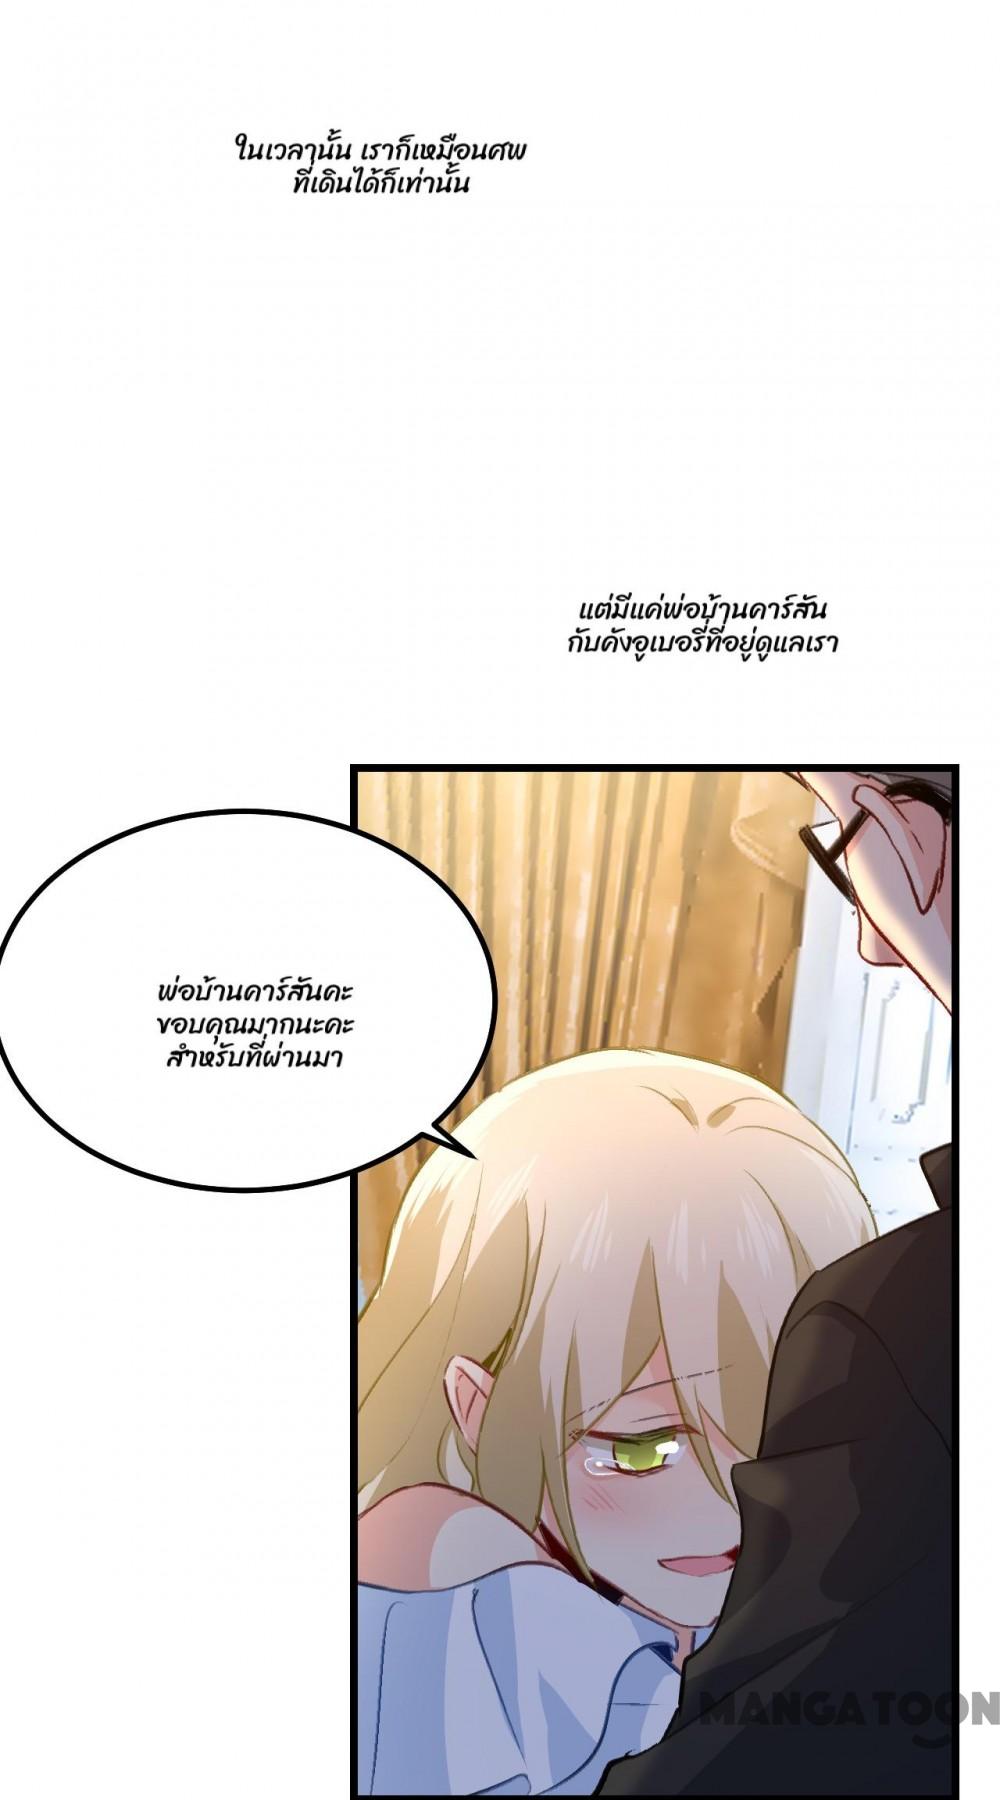 ในเวลานั้น เราก็เหมือนศพ
ที่เดินได้ก็เท่านั้น
แต่มีแค่พ่อบ้านคาร์สัน
กับคังอูเบอรี่ที่อยู่ดูแลเรา
พ่อบ้านคาร์สันคะ
ขอบคุณมากนะคะ
สำหรับที่ผ่านมา
MANGATOON